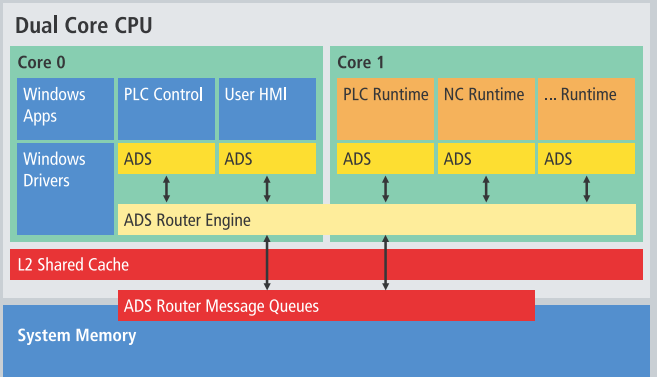 Dual Core CPU
Core 0
Core 1
Windows
Apps
PLC Control
User HMI
PLC Runtime
NC Runtime
... Runtime
Windows
Drivers
ADS
ADS
ADS
ADS
ADS
ADS Router Engine
L2 Shared Cache
ADS Router Message Queues
System Memory